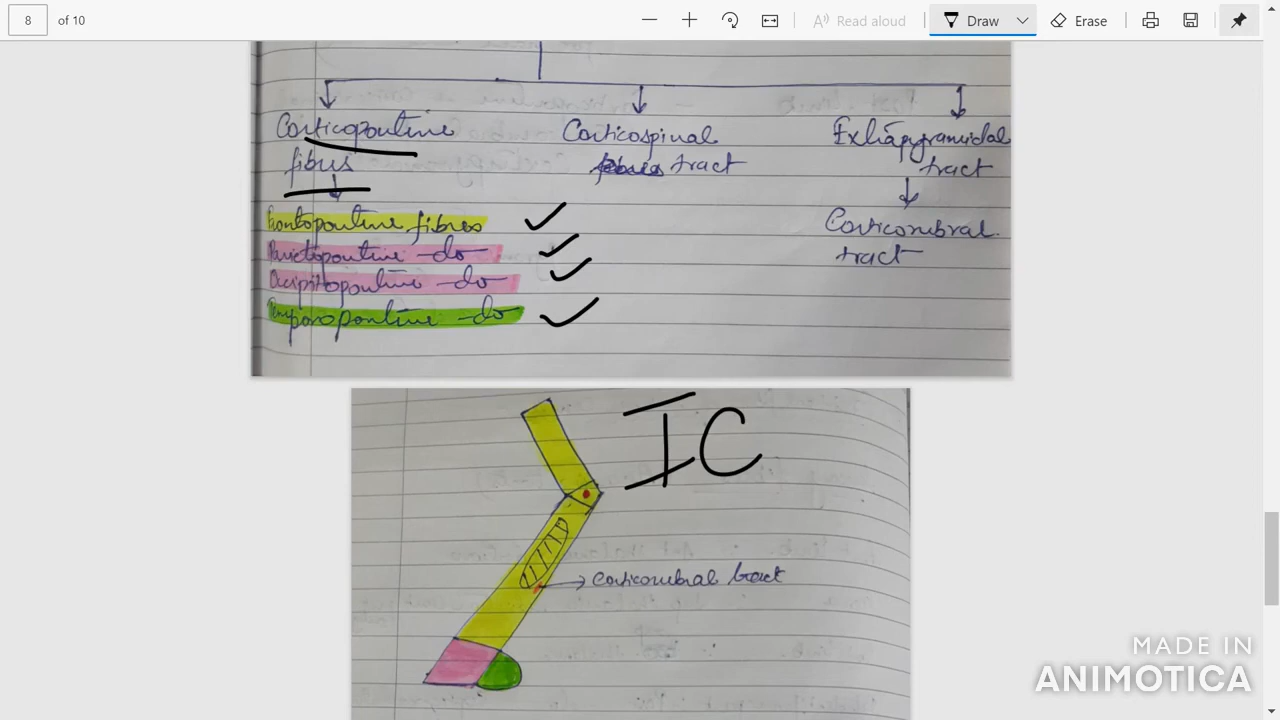 8 of 10
Read aloud
Draw
Erase
Corticopontine
fibres
Corticospinal
tract
Extrapyramidal
tract
Frontopontine fibres
Parietopontine -do
Occipitopontine -do
Temporopontine -do
Corticorubral
tract
IC
Corticorubral tract
MADE IN
ANIMOTICA